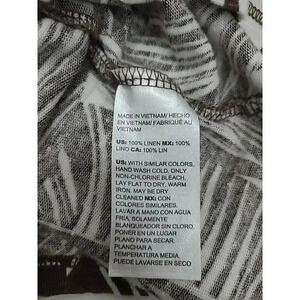 MADE IN VIETNAM/ HECHO
EN VIETNAM/ FABRIQUÉ AU
VIETNAM
US: 100% LINEN MX: 100%
LINO CA: 100% LIN
US: WITH SIMILAR COLORS,
HAND WASH COLD, ONLY
NON-CHLORINE BLEACH,
LAY FLAT TO DRY, WARM
IRON. MAY BE DRY
CLEANED MX: CON
COLORES SIMILARES.
LAVAR A MANO CON AGUA
FRIA, SOLAMENTE
BLANQUEADOR SIN CLORO.
PONER EN UN LUGAR
PLANO PARA SECAR.
PLANCHAR A
TEMPERATURA MEDIA.
PUEDE LAVARSE EN SECO